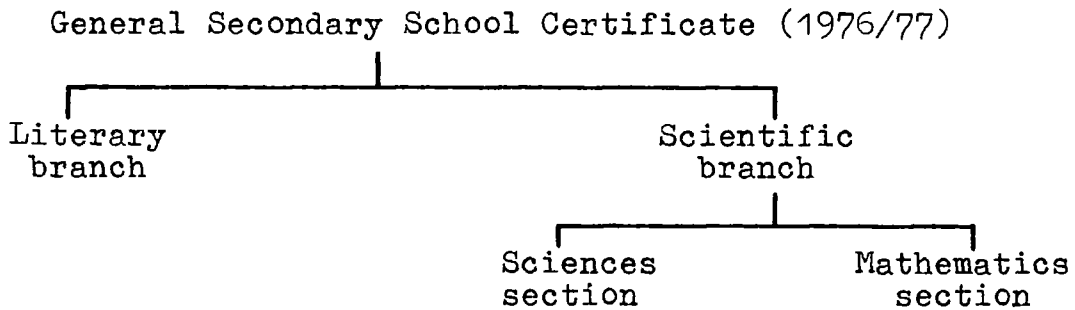 General Secondary School Certificate (1976/77)
Literary
branch
Scientific
branch
Sciences
section
Mathematics
section